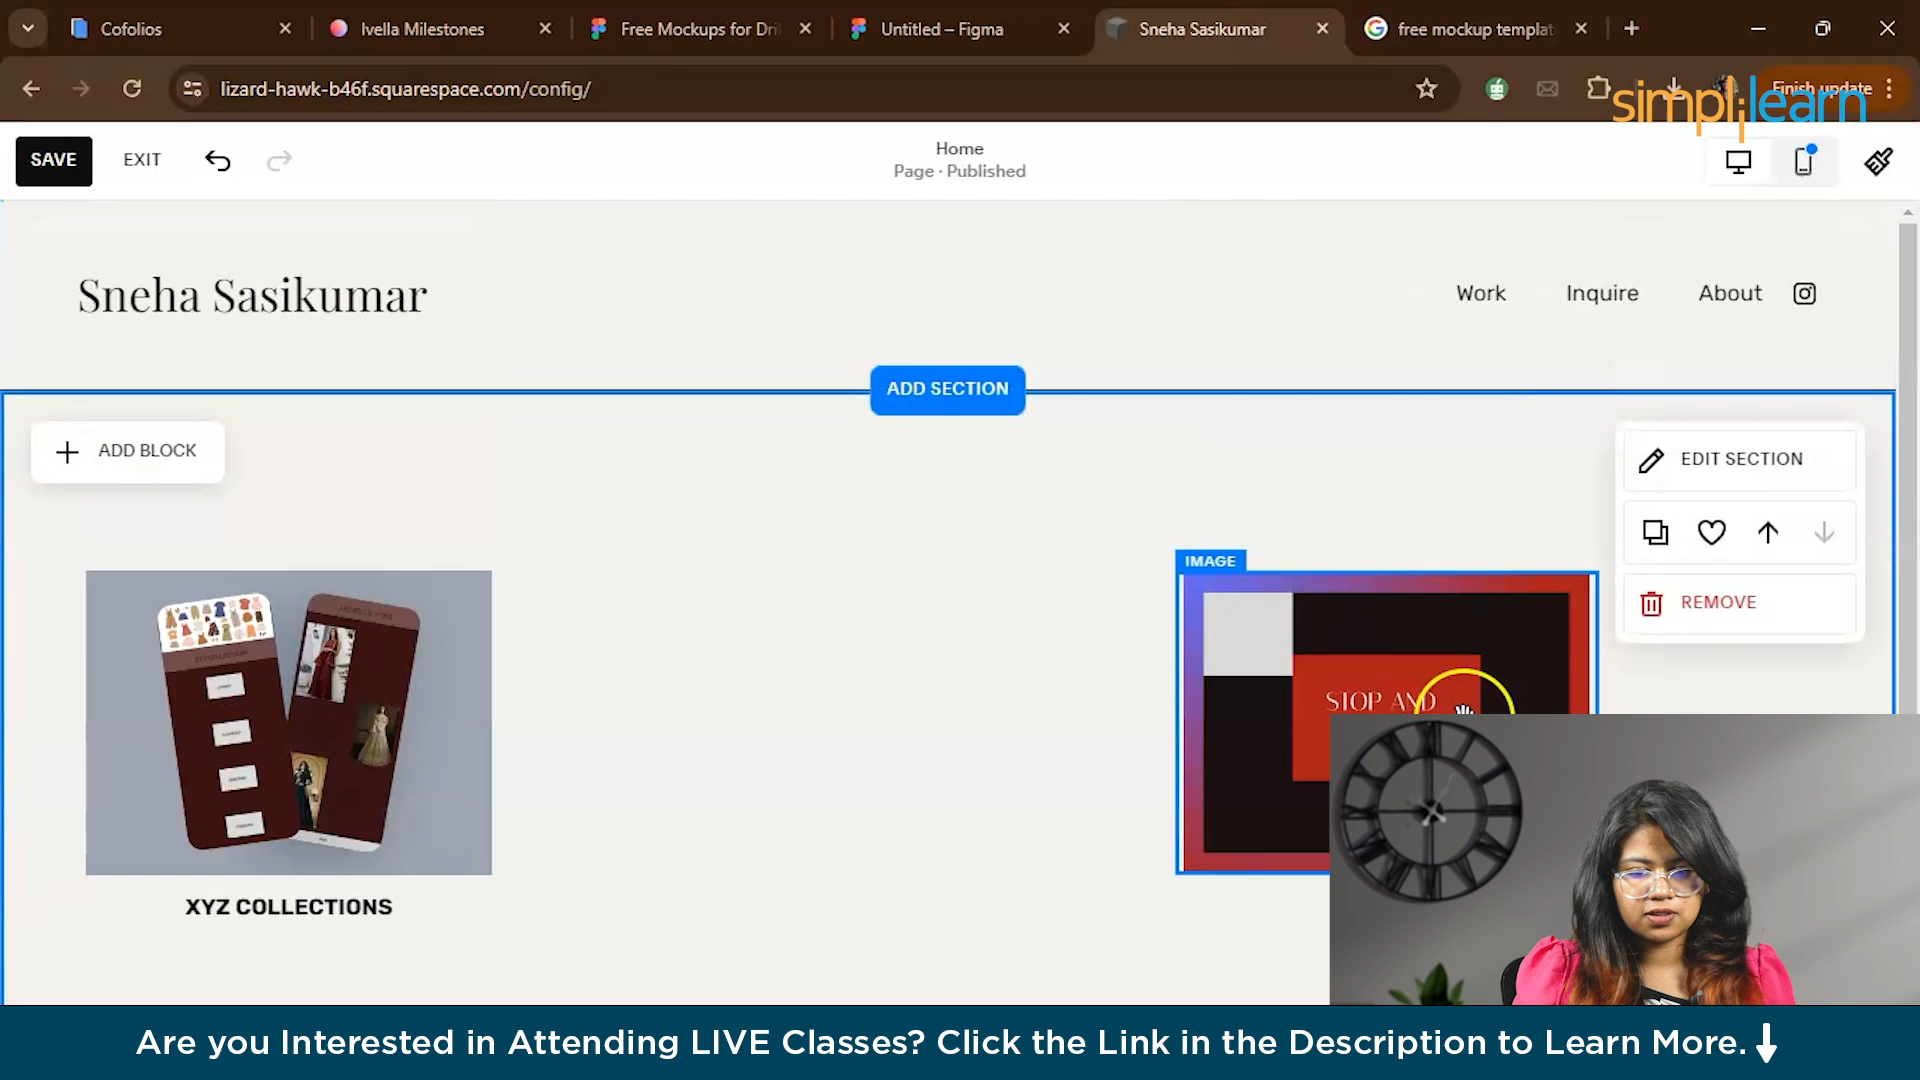 Cofolios
Ivella Milestones
Free Mockups for Dri
Untitled – Figma
Sneha Sasikumar
free mockup templat
lizard-hawk-b46f.squarespace.com/config/
Finish update
simplilearn
SAVE
EXIT
Home
Page · Published
Sneha Sasikumar
Work
Inquire
About
ADD SECTION
ADD BLOCK
EDIT SECTION
REMOVE
IMAGE
STOP AND
XYZ COLLECTIONS
Are you Interested in Attending LIVE Classes? Click the Link in the Description to Learn More.